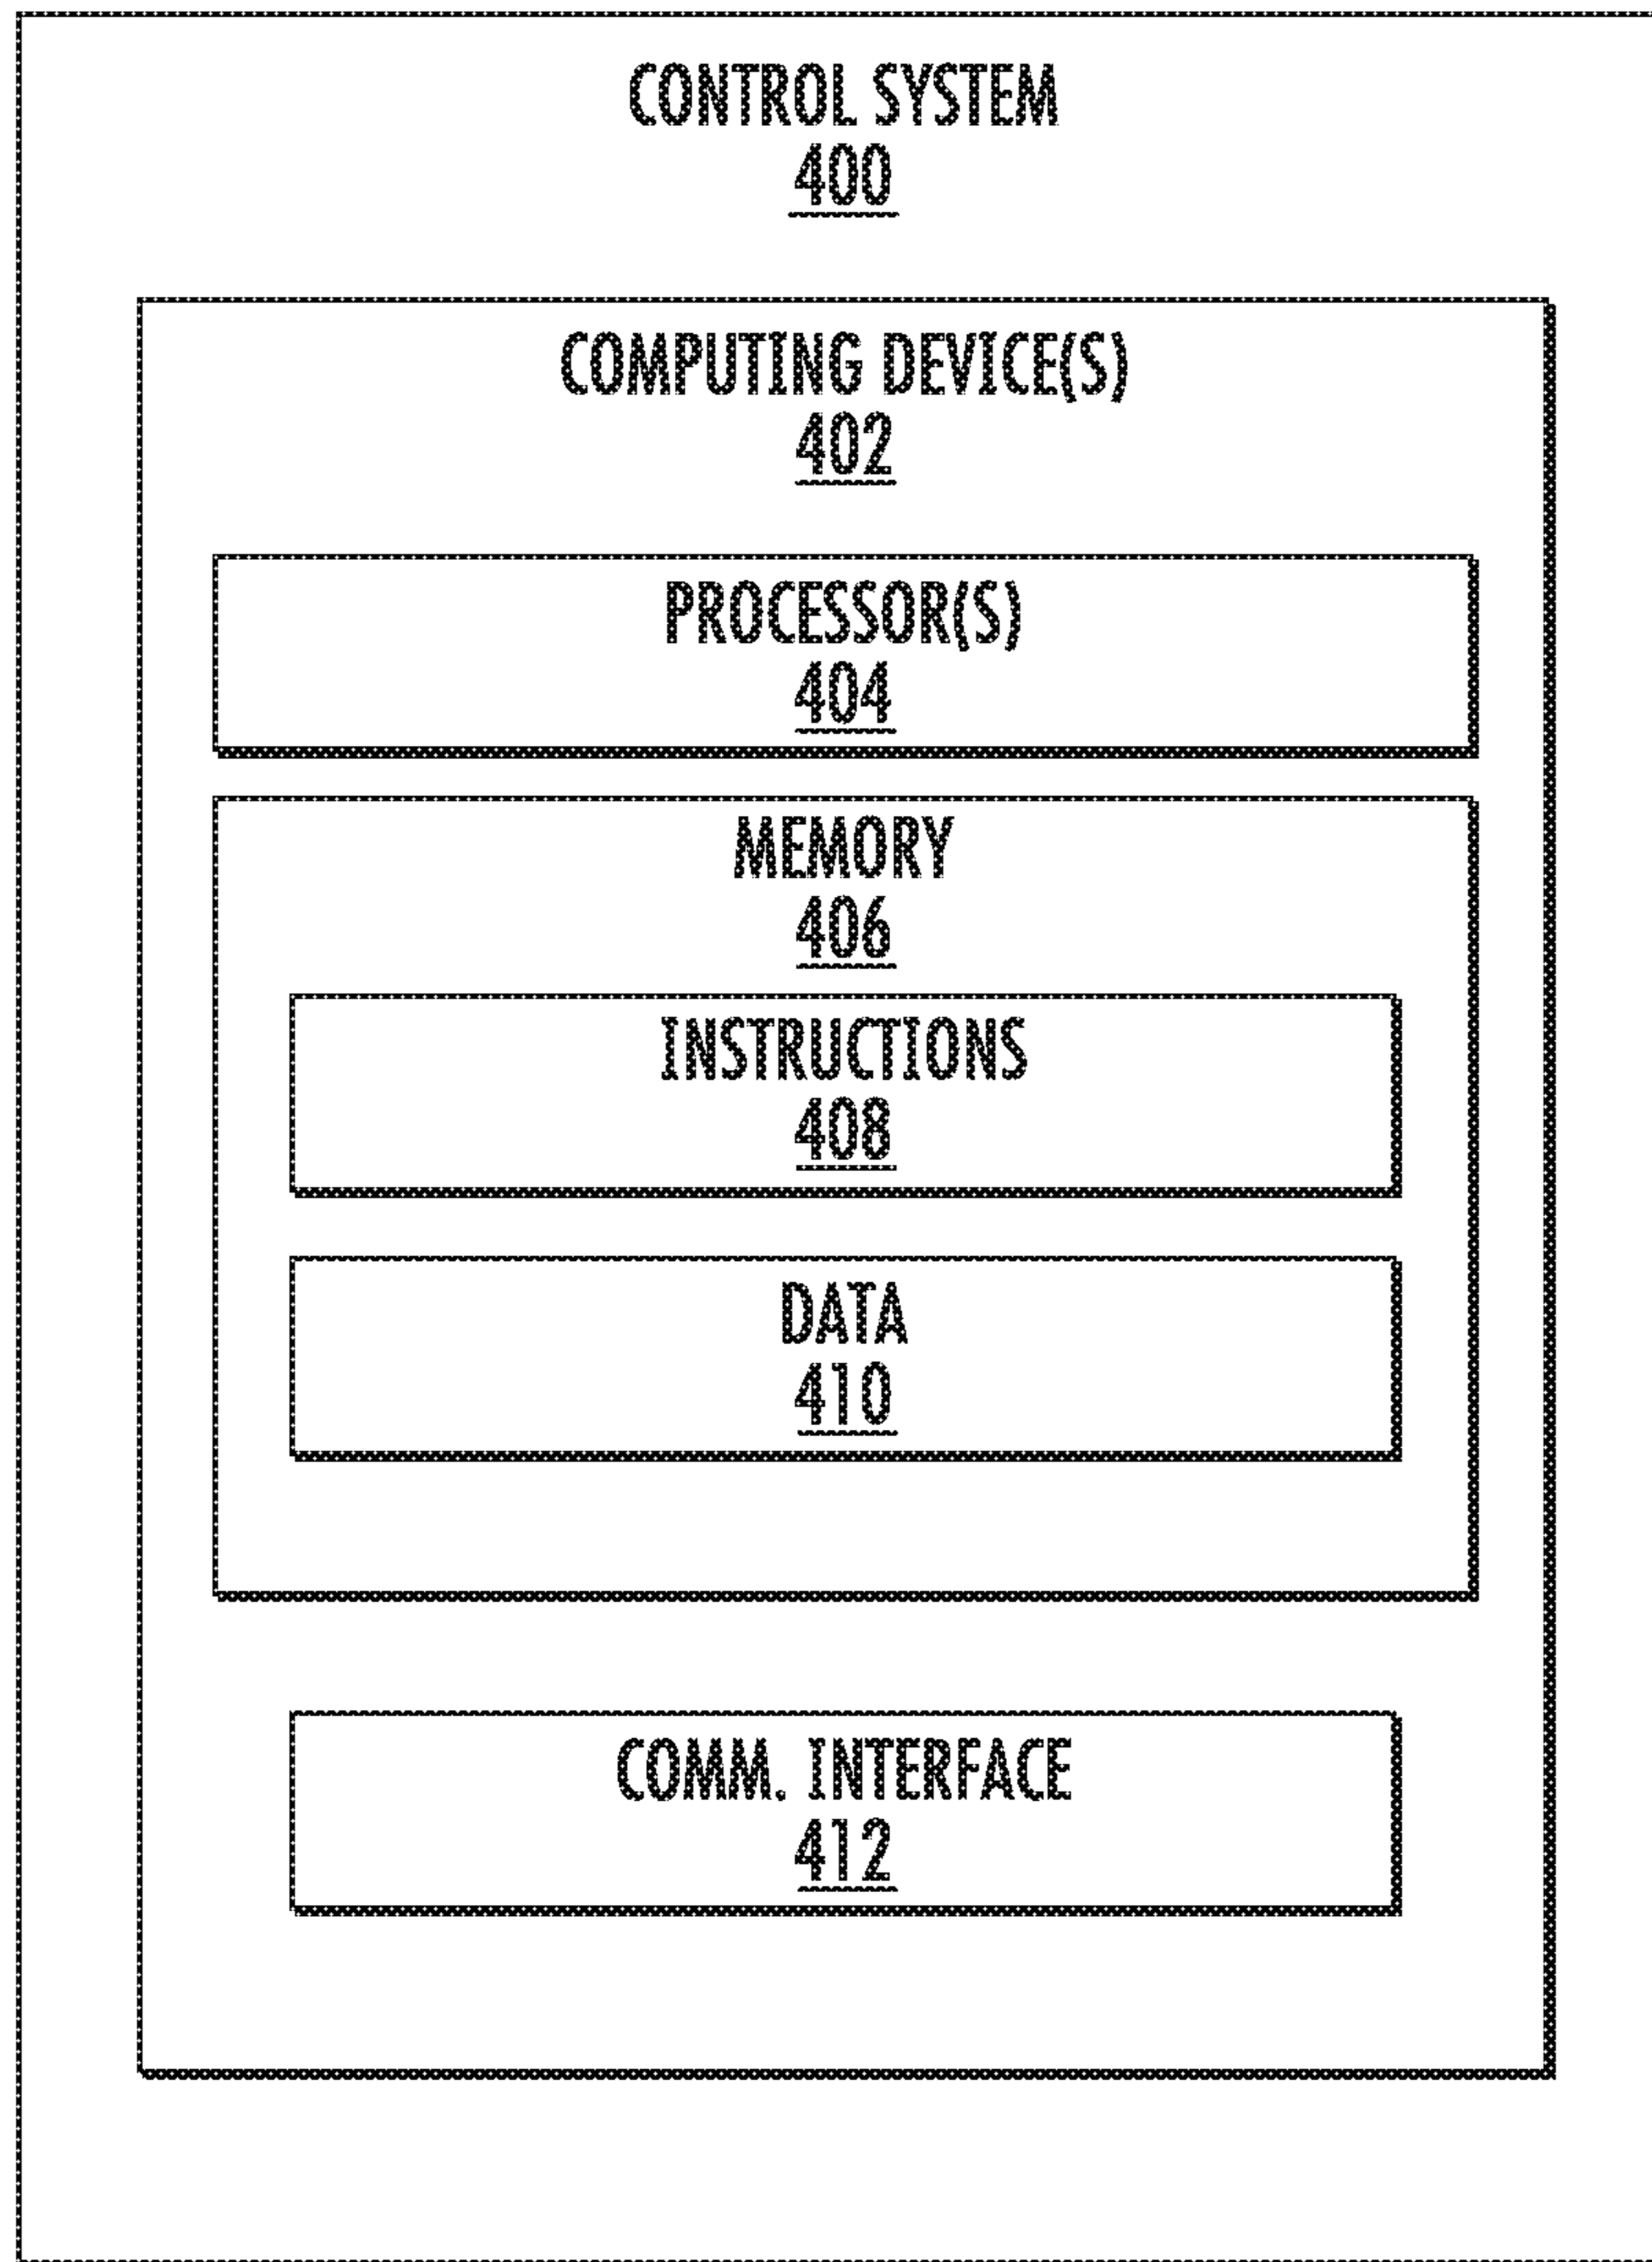 CONTROL SYSTEM
400
COMPUTING DEVICE(S)
402
PROCESSOR(S)
404
MEMORY
406
INSTRUCTIONS
408
DATA
410
COMM. INTERFACE
412